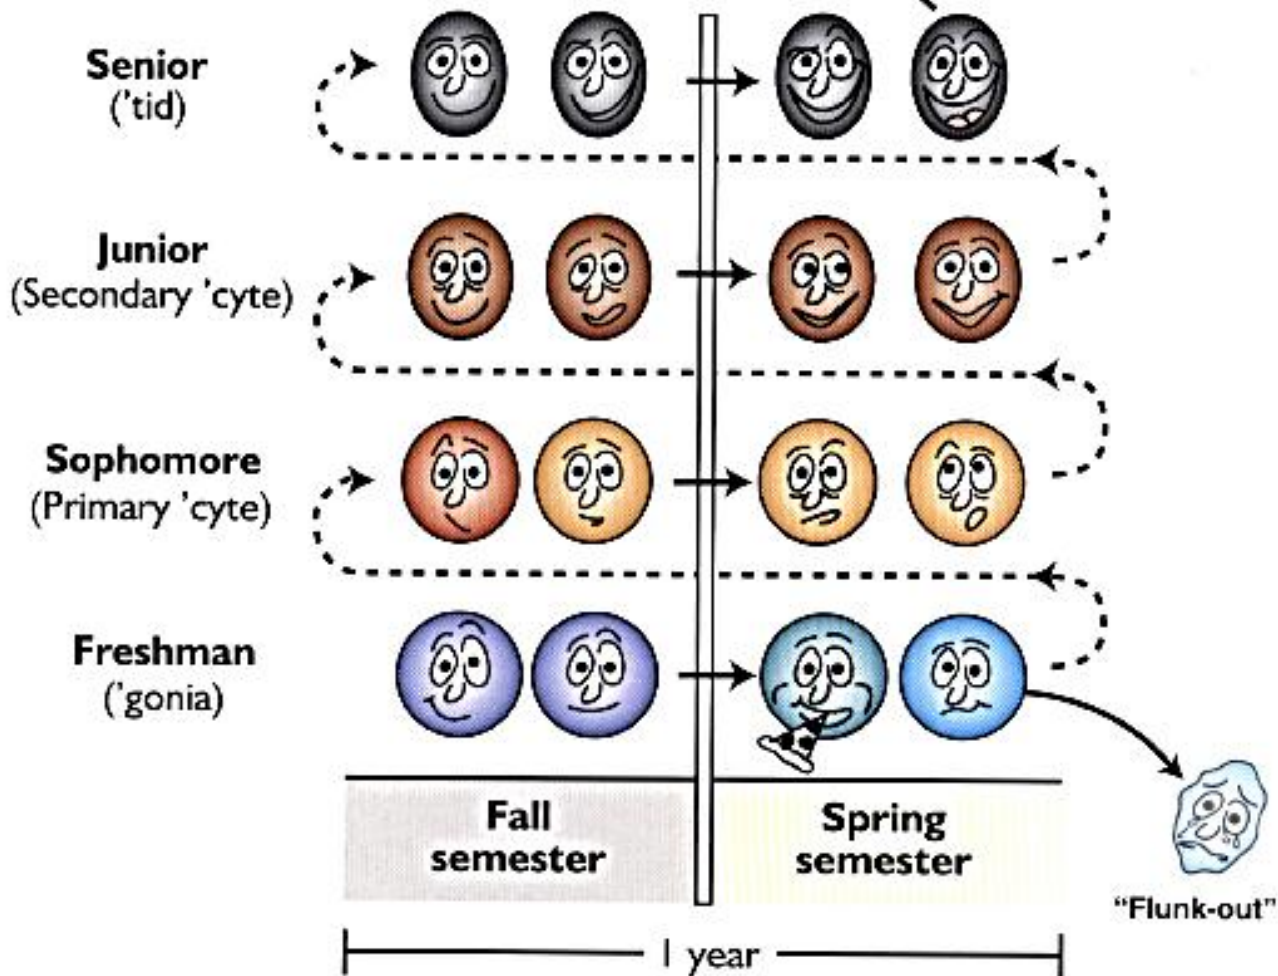 Senior
('tid)
Junior
(Secondary 'cyte)
Sophomore
(Primary 'cyte)
Freshman
('gonia)
Fall
semester
Spring
semester
"Flunk-out"
1 year